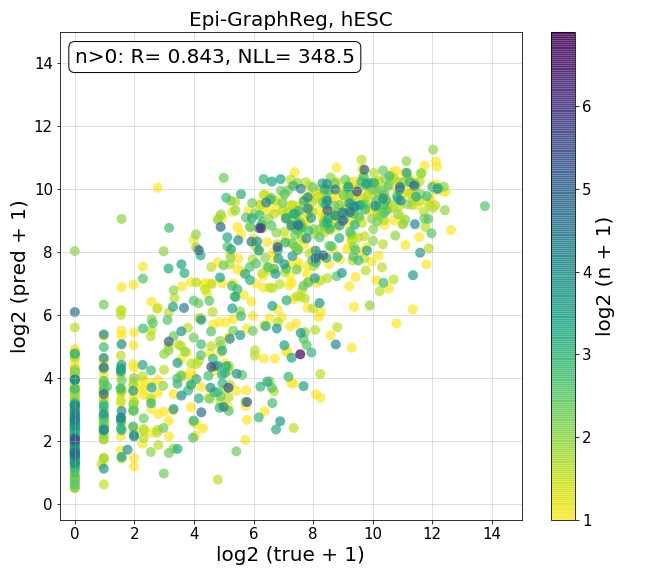 Epi-GraphReg, hESC
n>0: R= 0.843, NLL= 348.5
14
12
10
8
6
4
2
0
log2 (pred + 1)
0 2 4 6 8 10 12 14
log2 (true + 1)
6
5
4
3
2
1
log2 (n + 1)